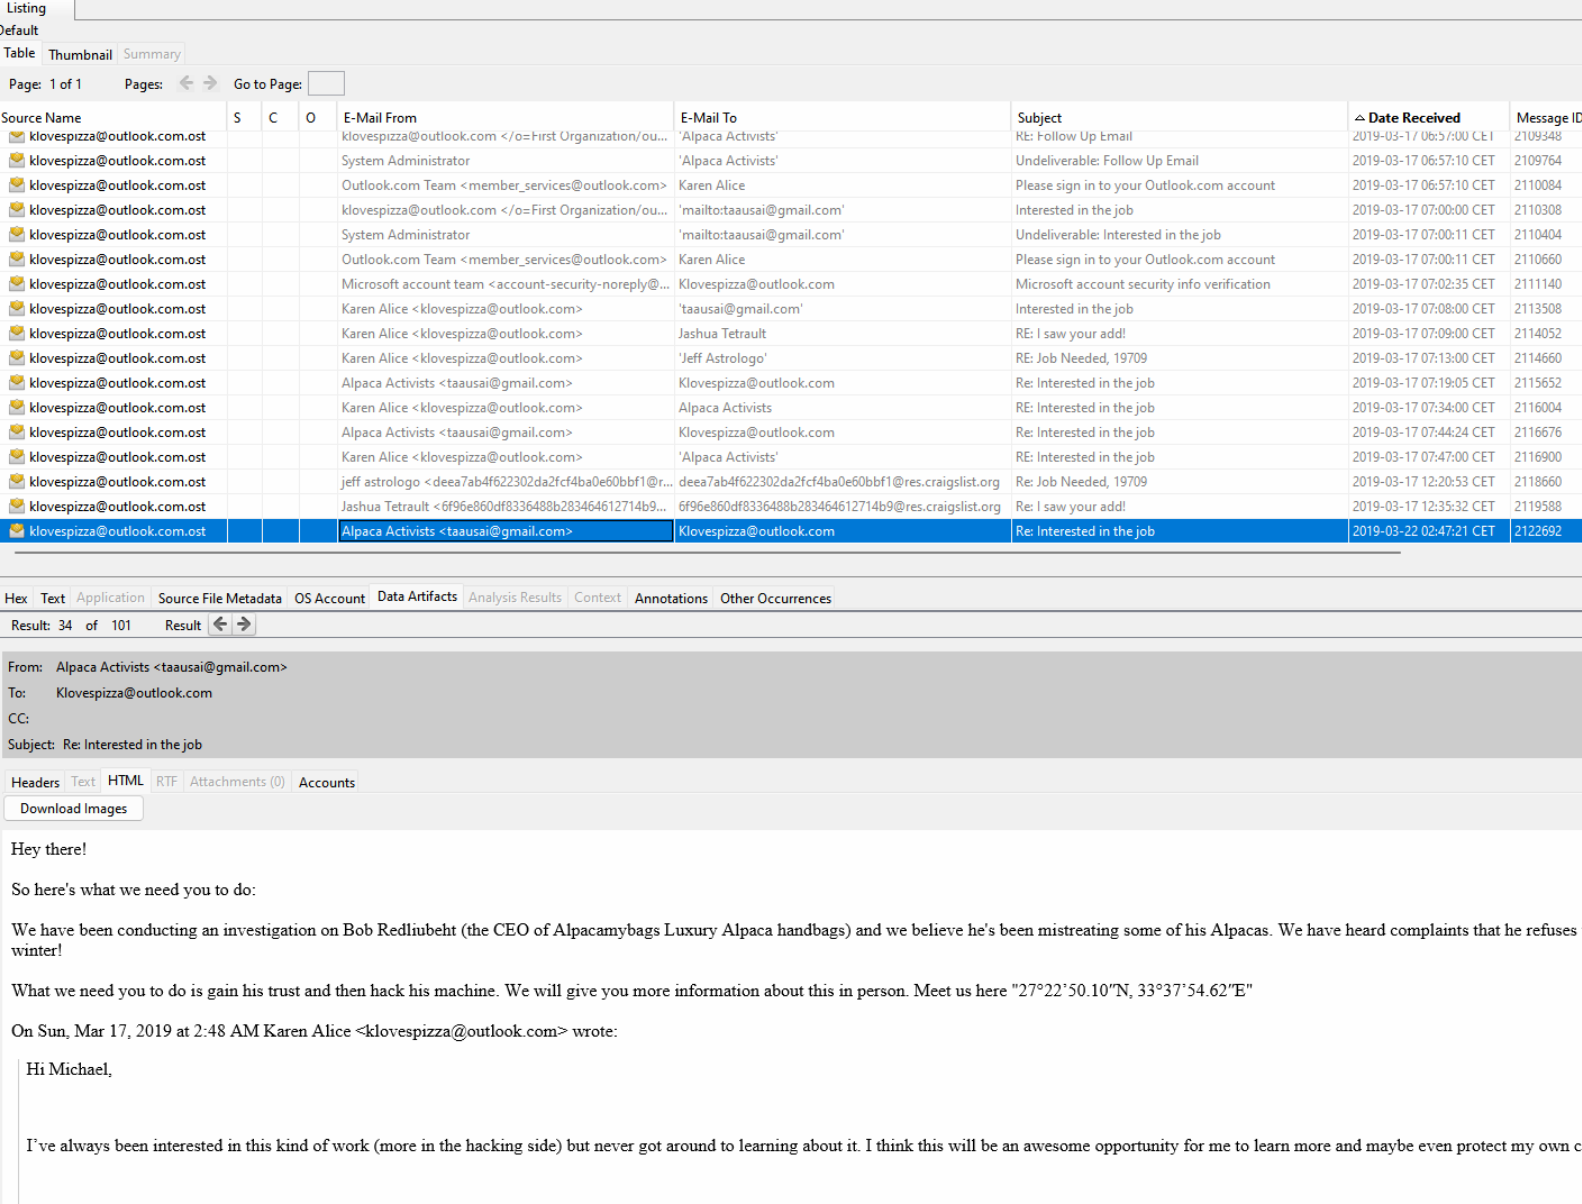 Listing
Default
Table Thumbnail Summary
Page: 1 of 1 Pages: Go to Page:
Source Name S C O E-Mail From E-Mail To Subject Date Received Message ID
klovespizza@outlook.com.ost klovespizza@outlook.com </o=First Organization/ou... 'Alpaca Activists' RE: Follow Up Email 2019-03-17 06:57:00 CET 2109348
klovespizza@outlook.com.ost System Administrator 'Alpaca Activists' Undeliverable: Follow Up Email 2019-03-17 06:57:10 CET 2109764
klovespizza@outlook.com.ost Outlook.com Team <member_services@outlook.com> Karen Alice Please sign in to your Outlook.com account 2019-03-17 06:57:10 CET 2110084
klovespizza@outlook.com.ost klovespizza@outlook.com </o=First Organization/ou... 'mailto:taausai@gmail.com' Interested in the job 2019-03-17 07:00:00 CET 2110308
klovespizza@outlook.com.ost System Administrator 'mailto:taausai@gmail.com' Undeliverable: Interested in the job 2019-03-17 07:00:11 CET 2110404
klovespizza@outlook.com.ost Outlook.com Team <member_services@outlook.com> Karen Alice Please sign in to your Outlook.com account 2019-03-17 07:00:11 CET 2110660
klovespizza@outlook.com.ost Microsoft account team <account-security-noreply@... Klovespizza@outlook.com Microsoft account security info verification 2019-03-17 07:02:35 CET 2111140
klovespizza@outlook.com.ost Karen Alice <klovespizza@outlook.com> 'taausai@gmail.com' Interested in the job 2019-03-17 07:08:00 CET 2113508
klovespizza@outlook.com.ost Karen Alice <klovespizza@outlook.com> Jashua Tetrault RE: I saw your add! 2019-03-17 07:09:00 CET 2114052
klovespizza@outlook.com.ost Karen Alice <klovespizza@outlook.com> 'Jeff Astrologo' RE: Job Needed, 19709 2019-03-17 07:13:00 CET 2114660
klovespizza@outlook.com.ost Alpaca Activists <taausai@gmail.com> Klovespizza@outlook.com Re: Interested in the job 2019-03-17 07:19:05 CET 2115652
klovespizza@outlook.com.ost Karen Alice <klovespizza@outlook.com> Alpaca Activists RE: Interested in the job 2019-03-17 07:34:00 CET 2116004
klovespizza@outlook.com.ost Alpaca Activists <taausai@gmail.com> Klovespizza@outlook.com Re: Interested in the job 2019-03-17 07:44:24 CET 2116676
klovespizza@outlook.com.ost Karen Alice <klovespizza@outlook.com> 'Alpaca Activists' RE: Interested in the job 2019-03-17 07:47:00 CET 2116900
klovespizza@outlook.com.ost jeff astrologo <deea7ab4f622302da2fcf4ba0e60bbf1@r... deea7ab4f622302da2fcf4ba0e60bbf1@res.craigslist.org Re: Job Needed, 19709 2019-03-17 12:20:53 CET 2118660
klovespizza@outlook.com.ost Jashua Tetrault <6f96e860df8336488b283464612714b9... 6f96e860df8336488b283464612714b9@res.craigslist.org Re: I saw your add! 2019-03-17 12:35:32 CET 2119588
klovespizza@outlook.com.ost Alpaca Activists <taausai@gmail.com> Klovespizza@outlook.com Re: Interested in the job 2019-03-22 02:47:21 CET 2122692
Hex Text Application Source File Metadata OS Account Data Artifacts Analysis Results Context Annotations Other Occurrences
Result: 34 of 101 Result
From: Alpaca Activists <taausai@gmail.com>
To: Klovespizza@outlook.com
CC:
Subject: Re: Interested in the job
Headers Text HTML RTF Attachments (0) Accounts
Download Images
Hey there!
So here's what we need you to do:
We have been conducting an investigation on Bob Redliubeht (the CEO of Alpacamybags Luxury Alpaca handbags) and we believe he's been mistreating some of his Alpacas. We have heard complaints that he refuses
winter!
What we need you to do is gain his trust and then hack his machine. We will give you more information about this in person. Meet us here "27°22’50.10″N, 33°37’54.62″E"
On Sun, Mar 17, 2019 at 2:48 AM Karen Alice <klovespizza@outlook.com> wrote:
Hi Michael,
I’ve always been interested in this kind of work (more in the hacking side) but never got around to learning about it. I think this will be an awesome opportunity for me to learn more and maybe even protect my own c